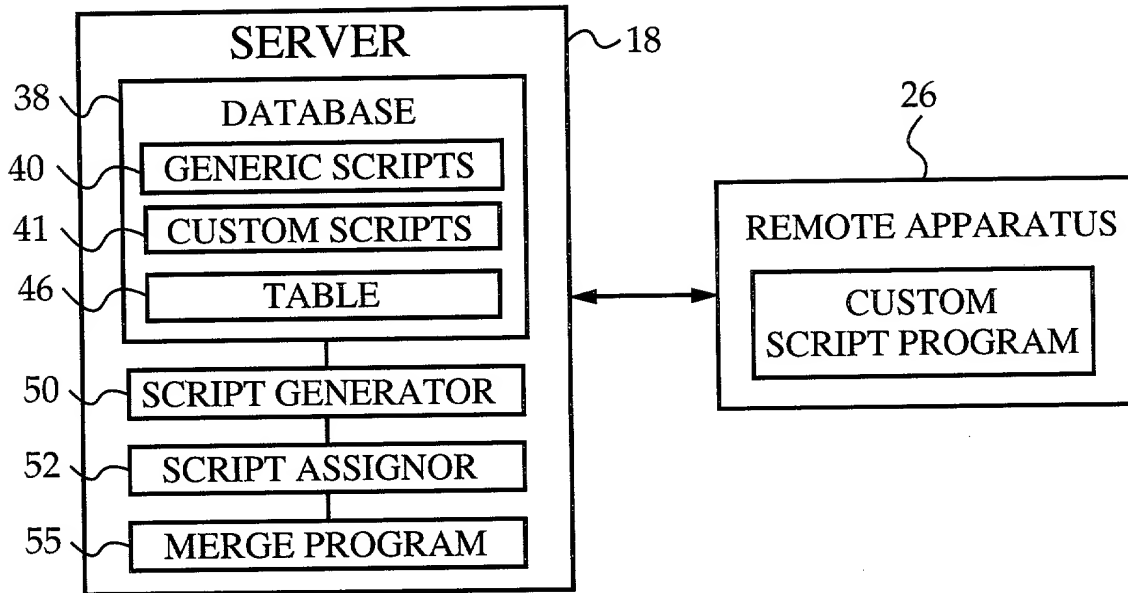 SERVER
18
38
DATABASE
40
GENERIC SCRIPTS
41
CUSTOM SCRIPTS
46
TABLE
50
SCRIPT GENERATOR
52
SCRIPT ASSIGNOR
55
MERGE PROGRAM
26
REMOTE APPARATUS
CUSTOM
SCRIPT PROGRAM